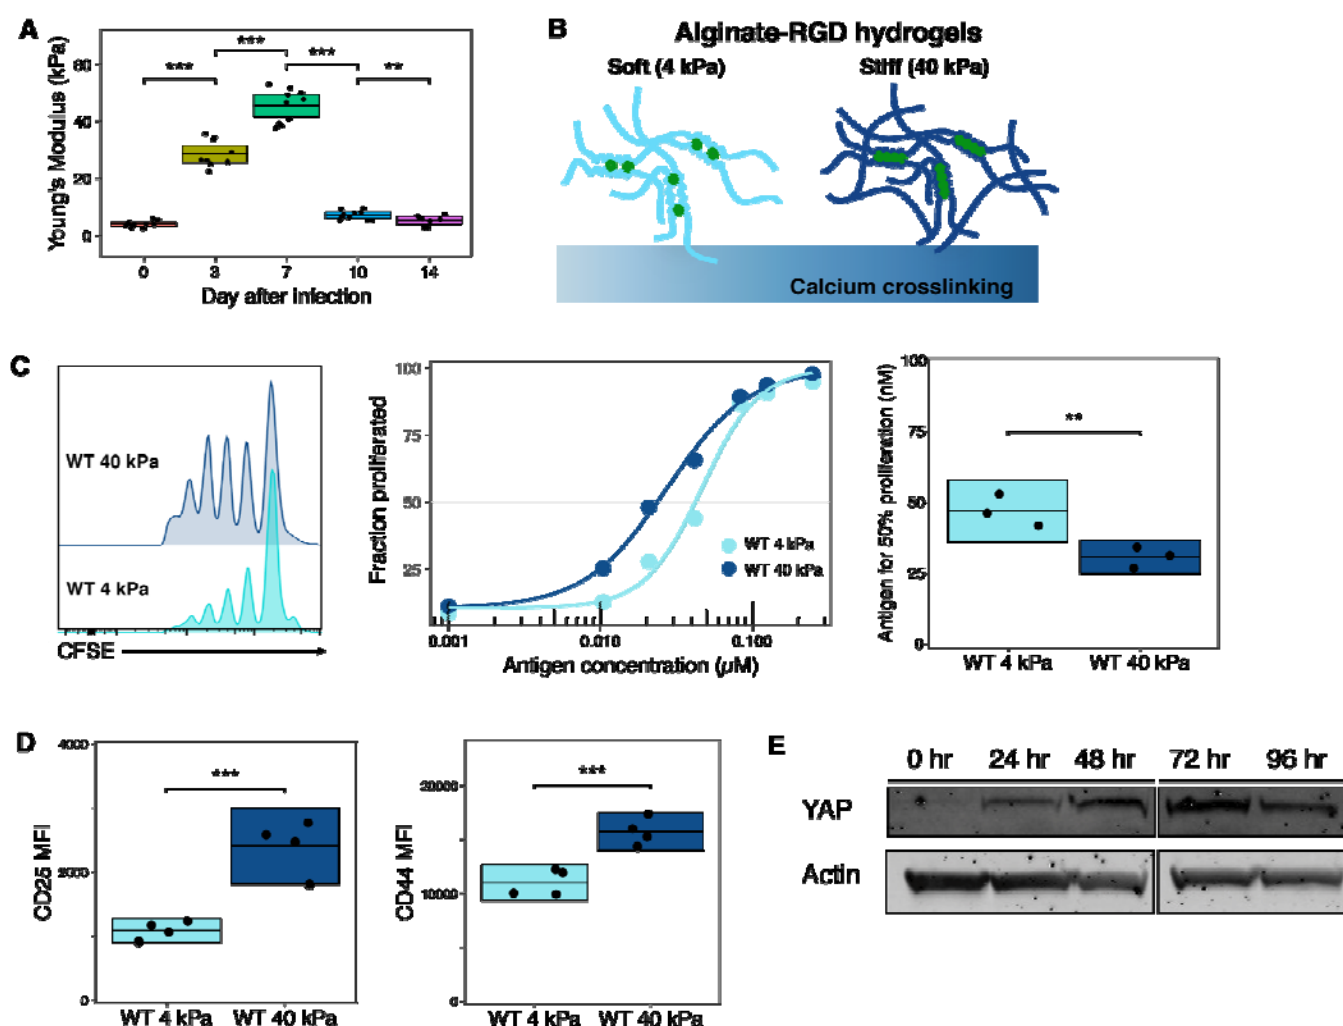 A
Young's Modulus (kPa)
60
40
20
0
***
***
***
**
0
3
7
10
14
Day after infection
B
Alginate-RGD hydrogels
Soft (4 kPa)
Stiff (40 kPa)
Calcium crosslinking
C
WT 40 kPa
WT 4 kPa
CFSE
Fraction proliferated
100
75
50
25
WT 4 kPa
WT 40 kPa
0.001
0.010
0.100
Antigen concentration (µM)
Antigen for 50% proliferation (nM)
100
75
50
25
0
**
WT 4 kPa
WT 40 kPa
D
CD25 MFI
4000
2000
0
***
WT 4 kPa
WT 40 kPa
CD44 MFI
20000
10000
0
***
WT 4 kPa
WT 40 kPa
E
0 hr 24 hr 48 hr 72 hr 96 hr
YAP
Actin